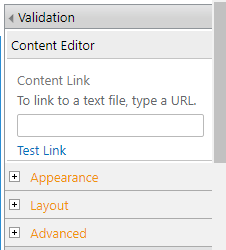 Validation
Content Editor
Content Link
To link to a text file, type a URL.
Test Link
Appearance
Layout
Advanced